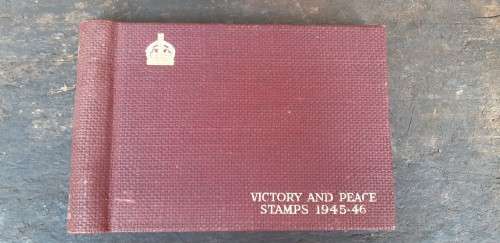 VICTORY AND PEACE
STAMPS 1945-46